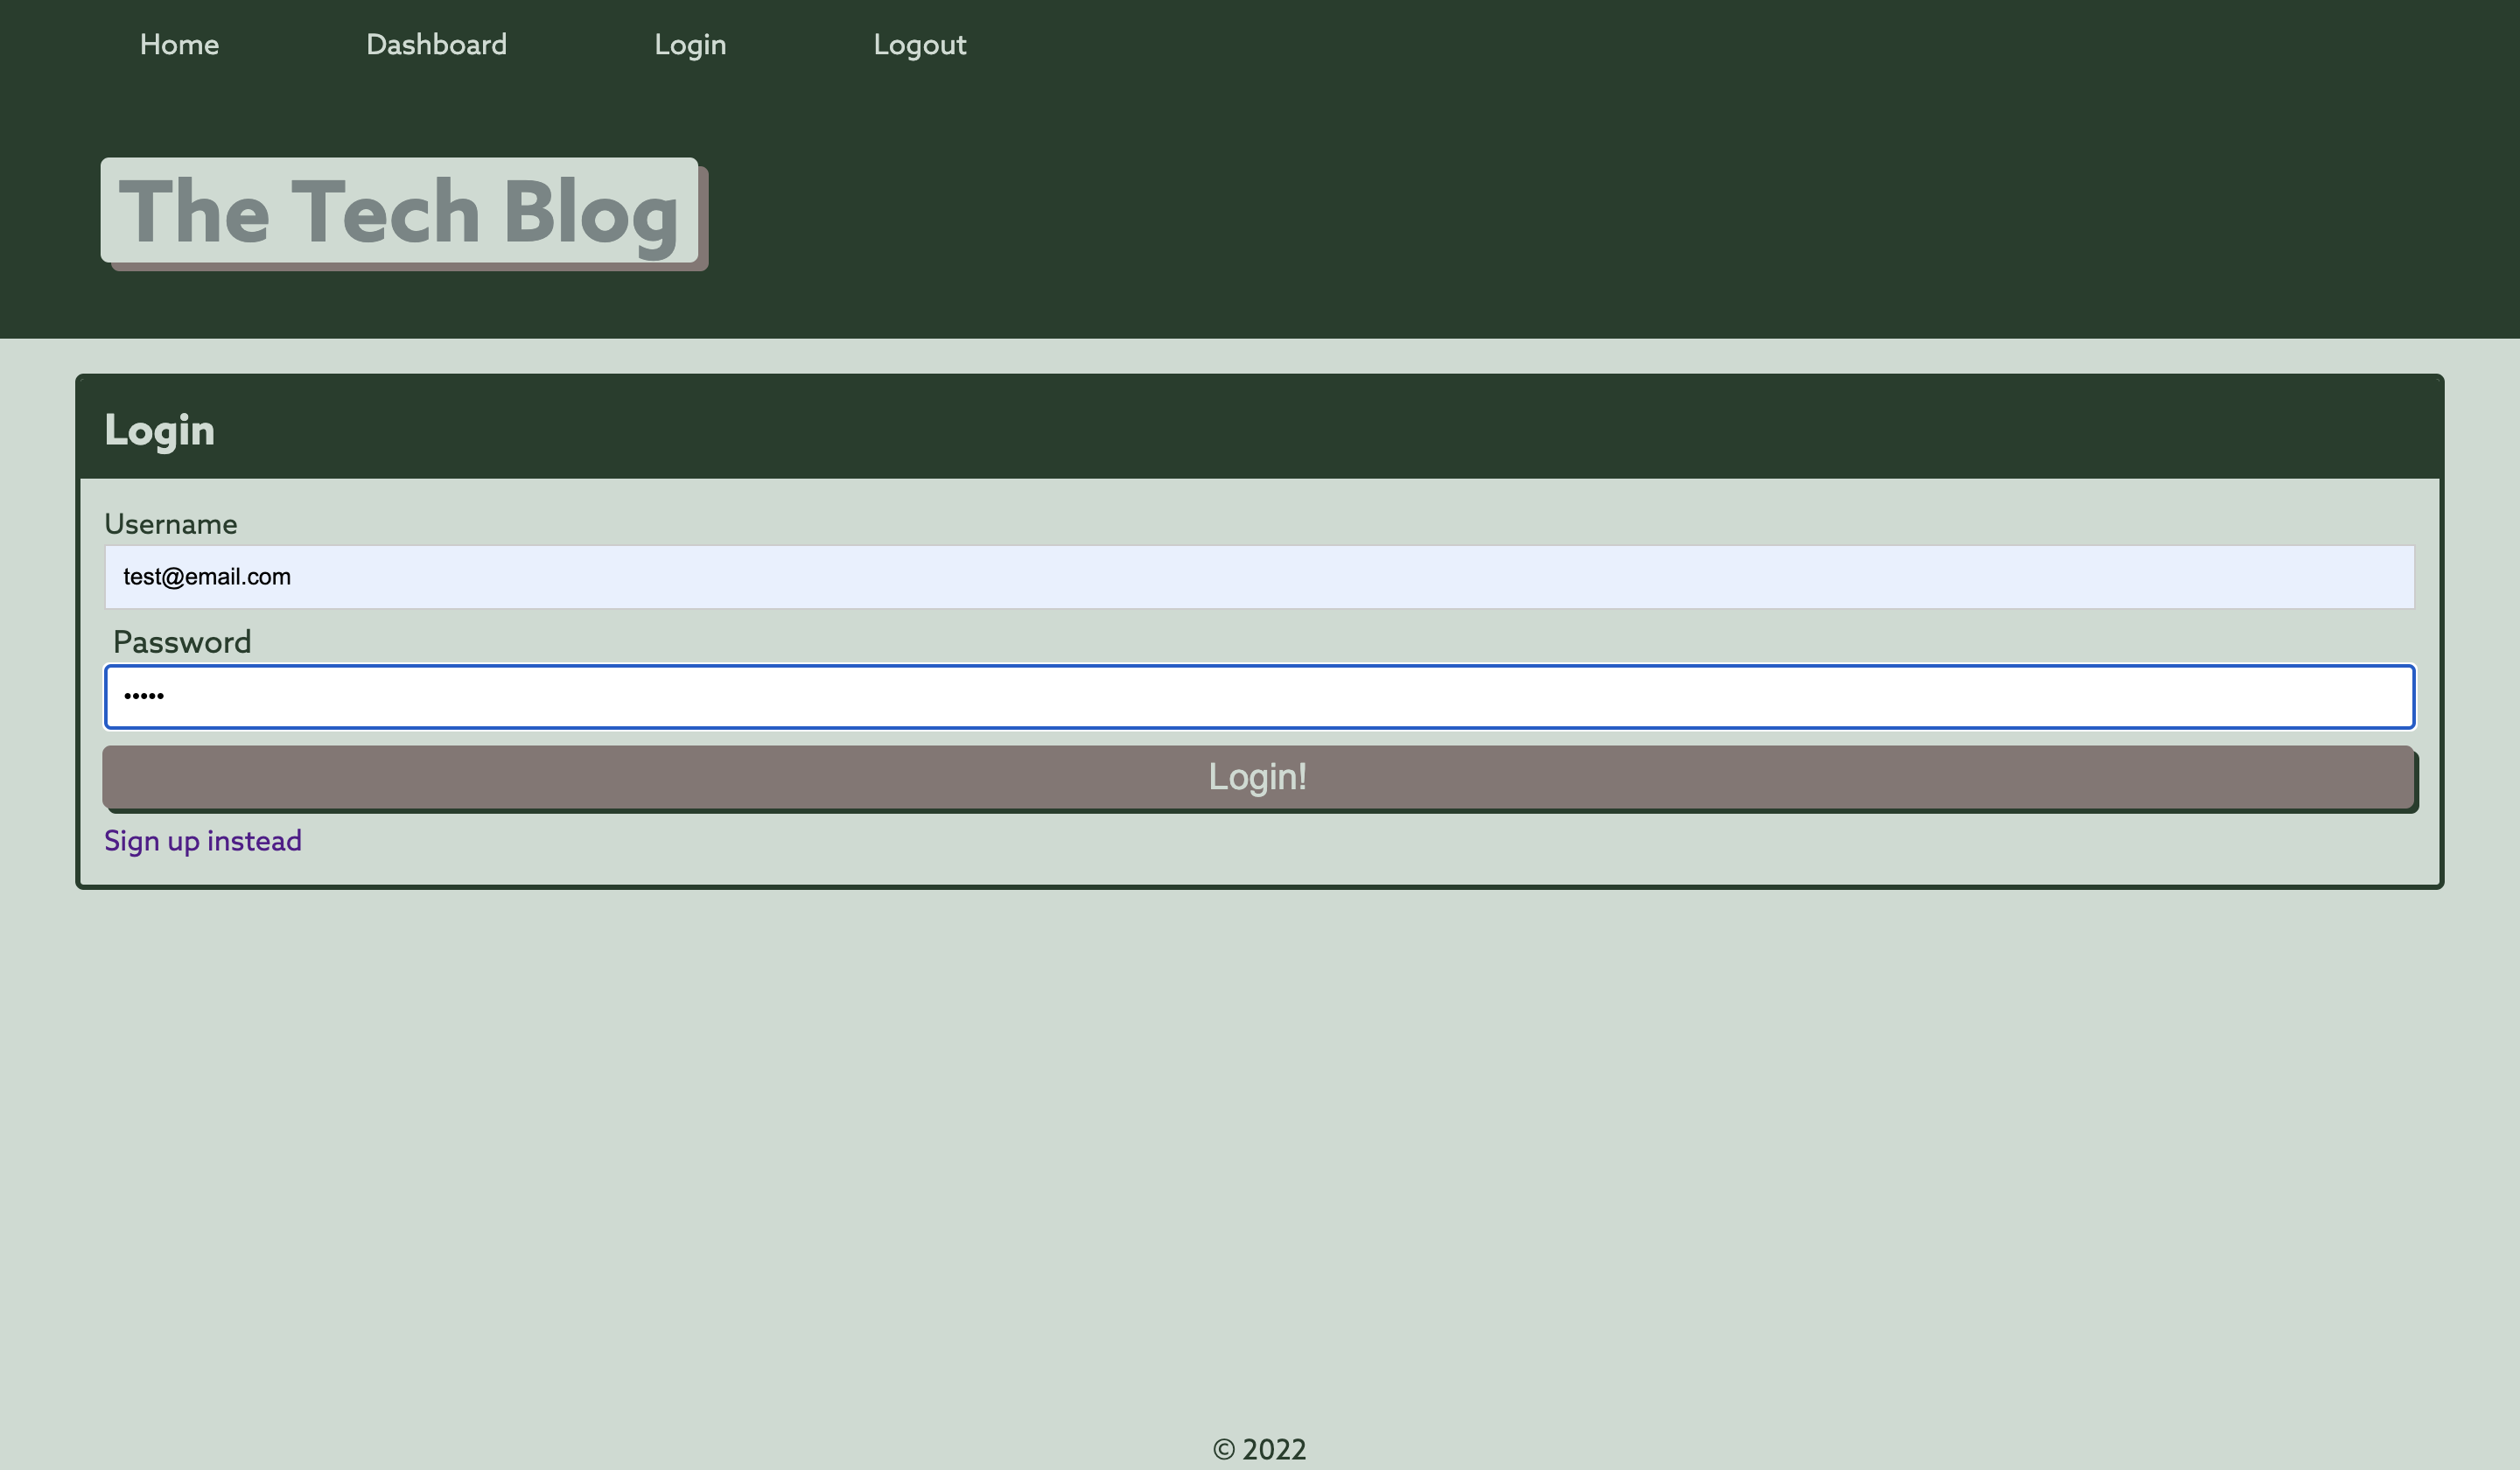 Home Dashboard Login Logout
The Tech Blog
Login
Username
test@email.com
Password
•••••
Login!
Sign up instead
© 2022